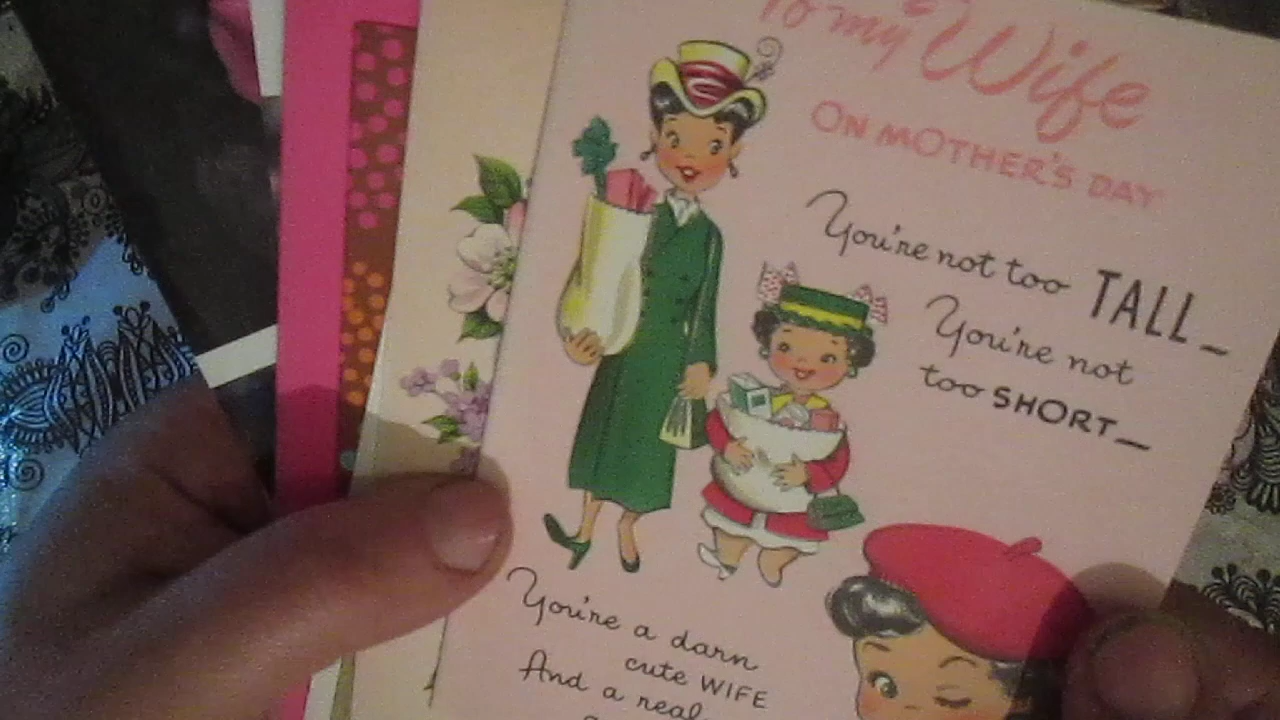 To my Wife
ON MOTHER'S DAY
You're not too TALL—
You're not
too SHORT—
You're a darn
cute WIFE
And a real